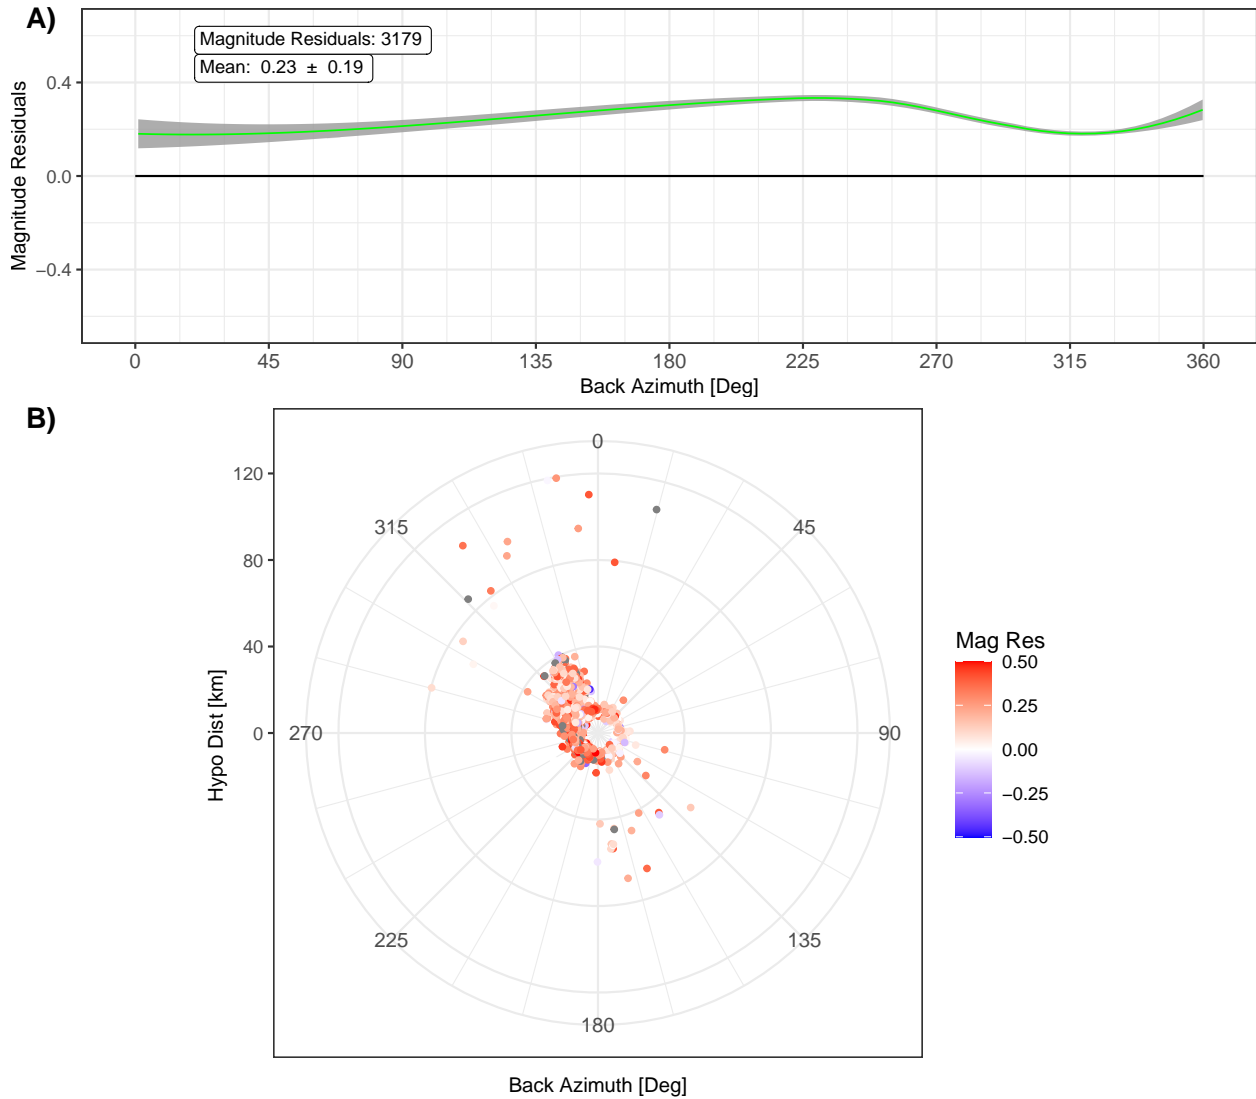 A)
Magnitude Residuals: 3179
Mean: 0.23 ± 0.19
Magnitude Residuals
0.4
0.0
−0.4
0 45 90 135 180 225 270 315 360
Back Azimuth [Deg]
B)
Hypo Dist [km]
120
80
40
0
0
45
90
135
180
225
270
315
Back Azimuth [Deg]
Mag Res
0.50
0.25
0.00
−0.25
−0.50